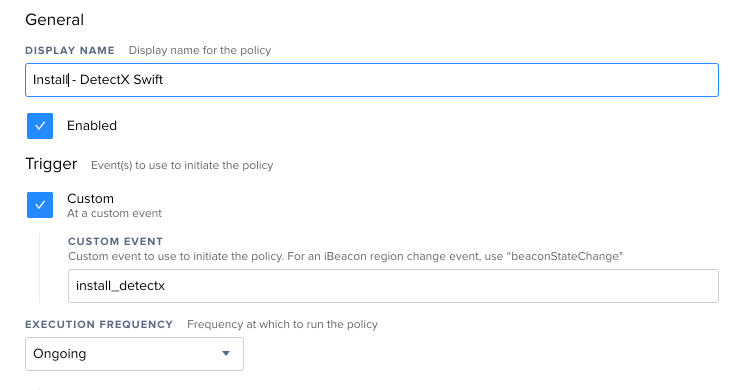 General
DISPLAY NAME Display name for the policy
Install - DetectX Swift
Enabled
Trigger Event(s) to use to initiate the policy
Custom
At a custom event
CUSTOM EVENT
Custom event to use to initiate the policy. For an iBeacon region change event, use "beaconStateChange"
install_detectx
EXECUTION FREQUENCY Frequency at which to run the policy
Ongoing